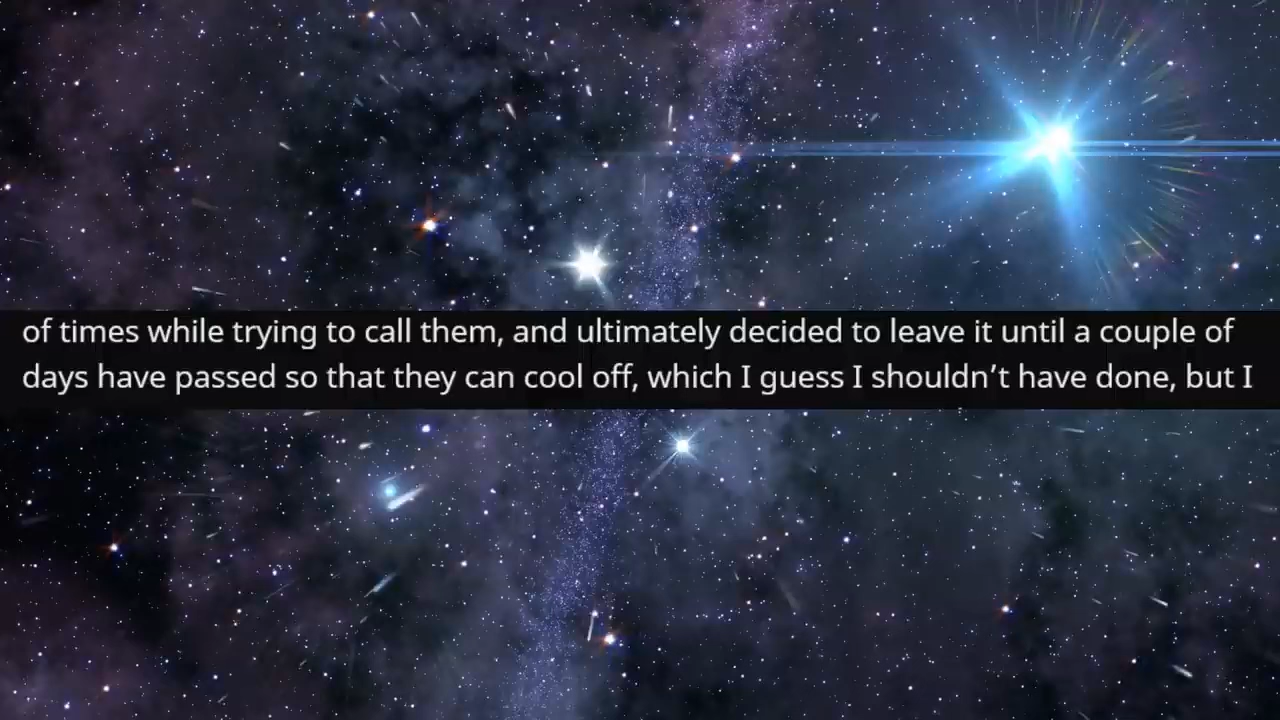 of times while trying to call them, and ultimately decided to leave it until a couple of
days have passed so that they can cool off, which I guess I shouldn’t have done, but I